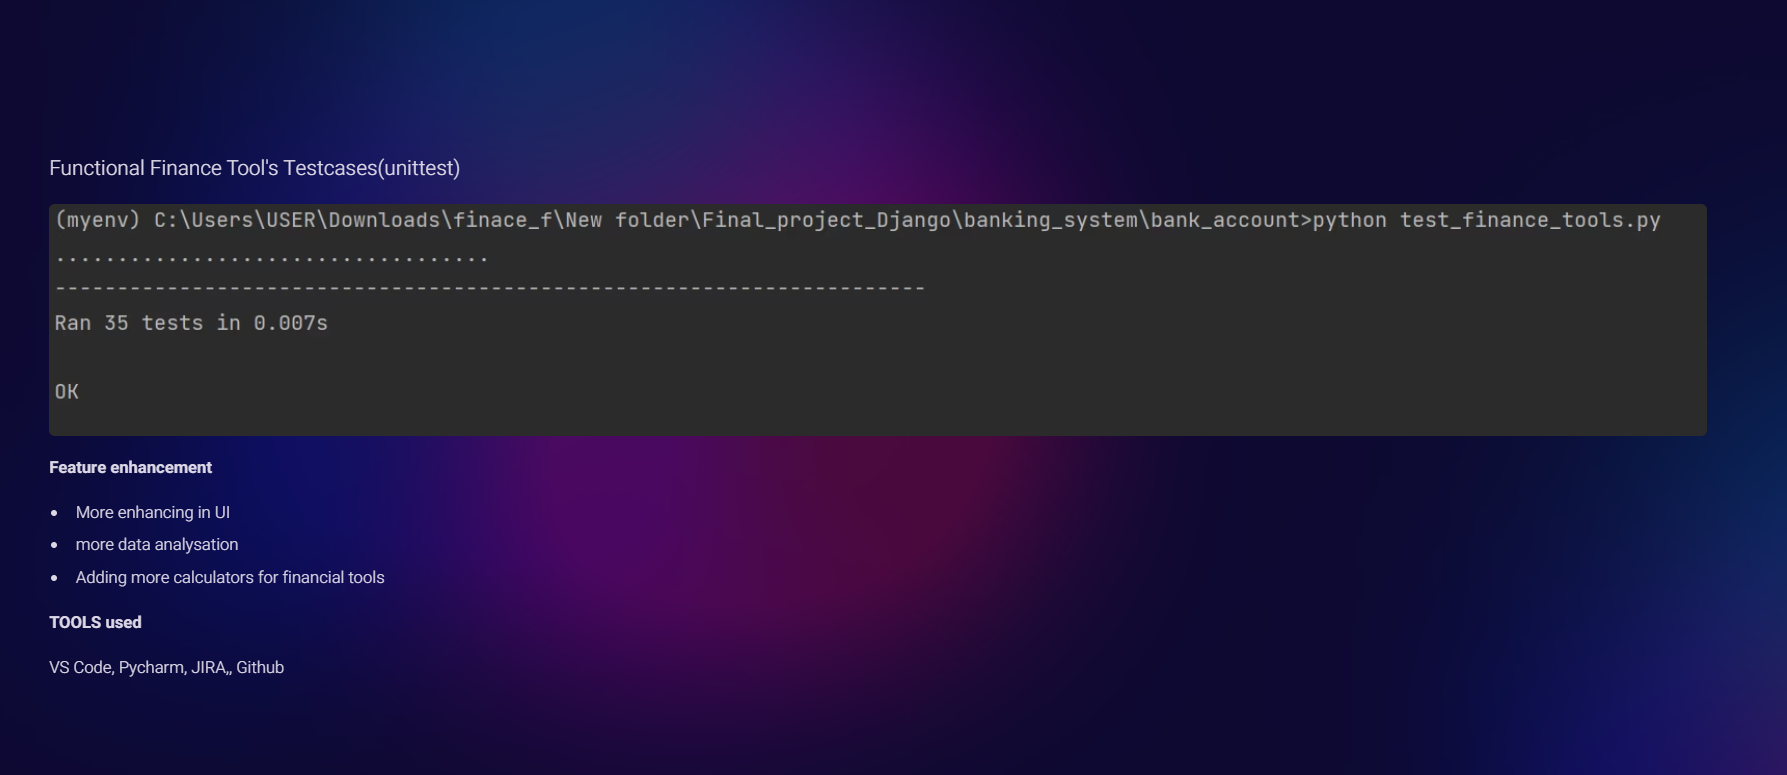 Functional Finance Tool's Testcases(unittest)
(myenv) C:\Users\USER\Downloads\finace_f\New folder\Final_project_Django\banking_system\bank_account>python test_finance_tools.py
...................................
----------------------------------------------------------------------
Ran 35 tests in 0.007s
OK
Feature enhancement
• More enhancing in UI
• more data analysation
• Adding more calculators for financial tools
TOOLS used
VS Code, Pycharm, JIRA,, Github